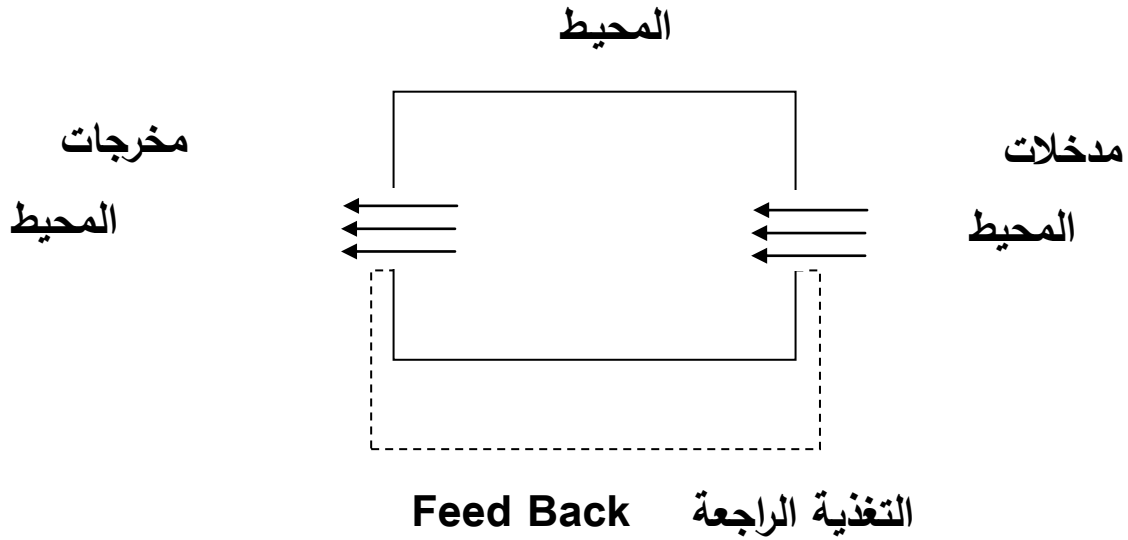 المحيط
مدخلات
المحيط
مخرجات
المحيط
التغذية الراجعة Feed Back